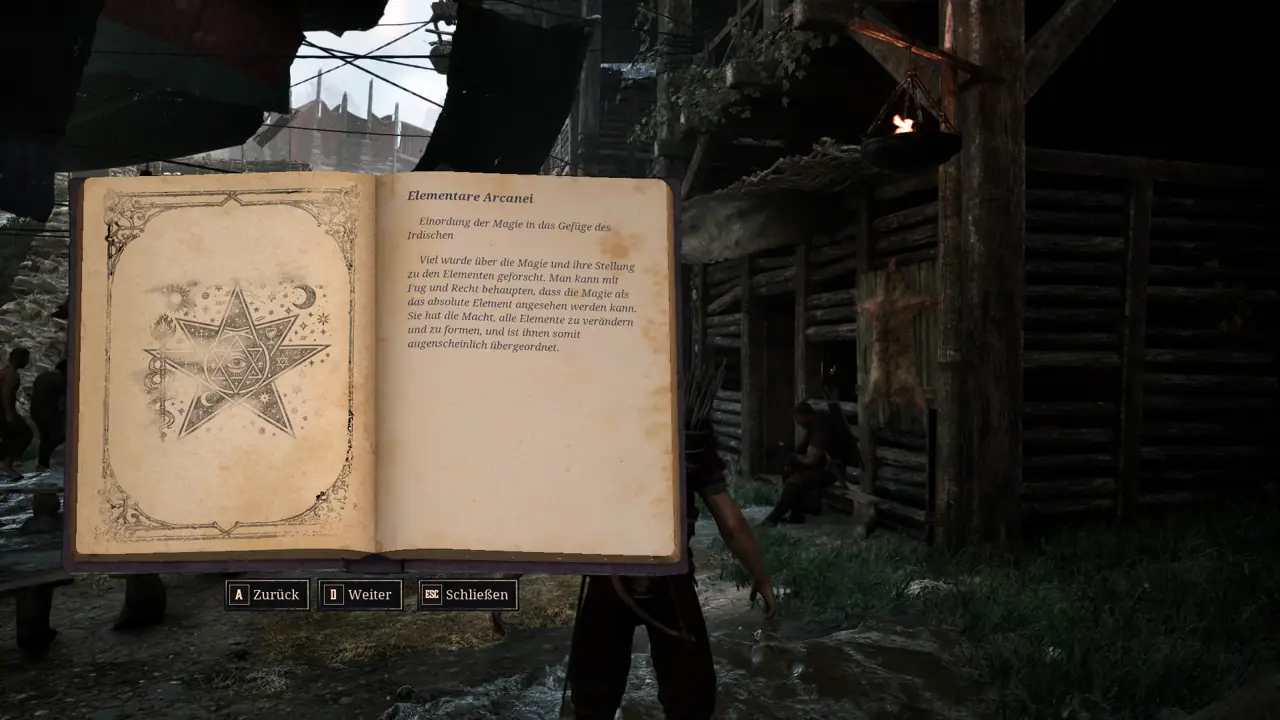 Elementare Arcanei
Einordung der Magie in das Gefüge des
Irdischen
Viel wurde über die Magie und ihre Stellung
zu den Elementen geforscht. Man kann mit
Fug und Recht behaupten, dass die Magie als
das absolute Element angesehen werden kann.
Sie hat die Macht, alle Elemente zu verändern
und zu formen, und ist ihnen somit
augenscheinlich übergeordnet.
A Zurück
D Weiter
ESC Schließen